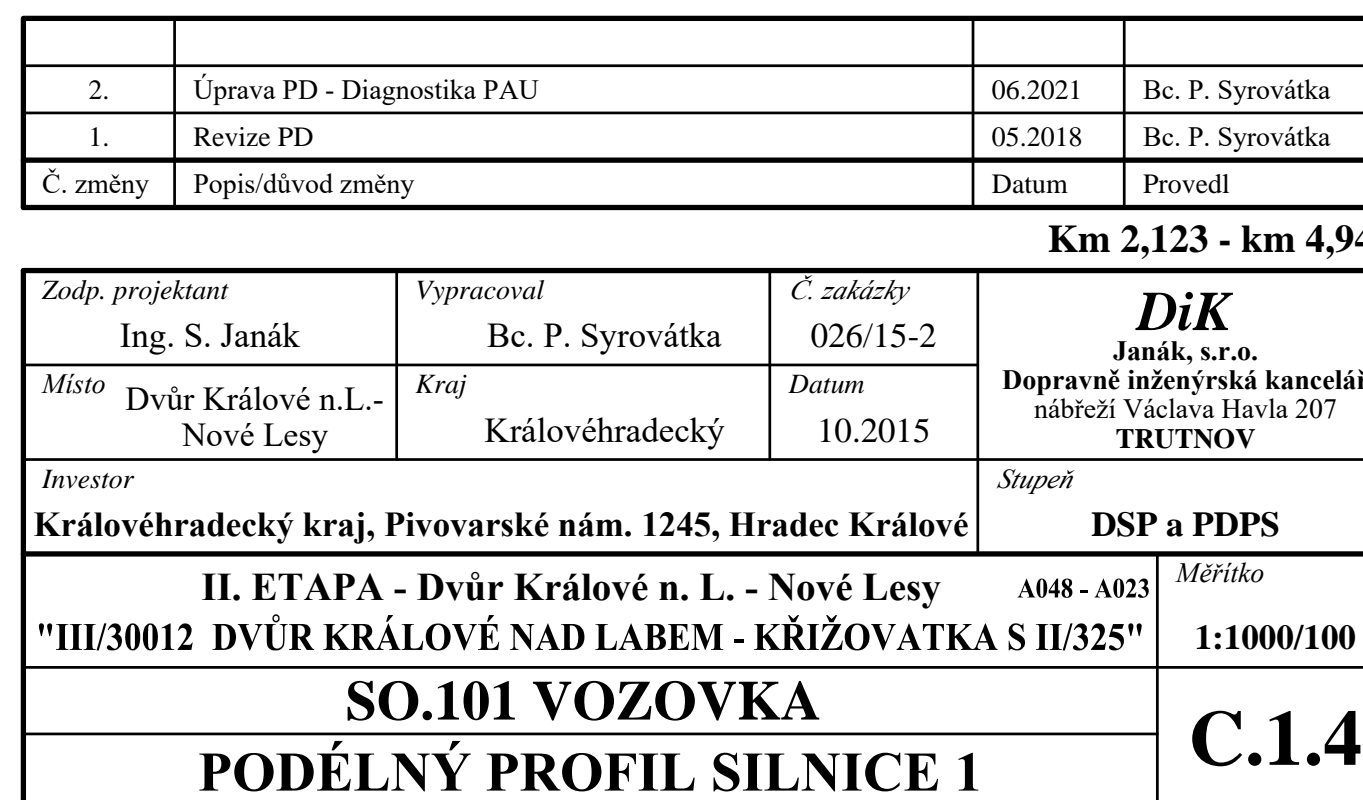 2. Úprava PD - Diagnostika PAU 06.2021 Bc. P. Syrovátka
1. Revize PD 05.2018 Bc. P. Syrovátka
Č. změny Popis/důvod změny Datum Provedl
Km 2,123 - km 4,94
Zodp. projektant
Ing. S. Janák
Vypracoval
Bc. P. Syrovátka
Č. zakázky
026/15-2
DiK
Janák, s.r.o.
Dopravně inženýrská kancelář
nábřeží Václava Havla 207
TRUTNOV
Místo
Dvůr Králové n.L.-
Nové Lesy
Kraj
Královéhradecký
Datum
10.2015
Investor
Královéhradecký kraj, Pivovarské nám. 1245, Hradec Králové
Stupeň
DSP a PDPS
II. ETAPA - Dvůr Králové n. L. - Nové Lesy A048 - A023
"III/30012 DVŮR KRÁLOVÉ NAD LABEM - KŘIŽOVATKA S II/325"
Měřítko
1:1000/100
SO.101 VOZOVKA
PODÉLNÝ PROFIL SILNICE 1
C.1.4